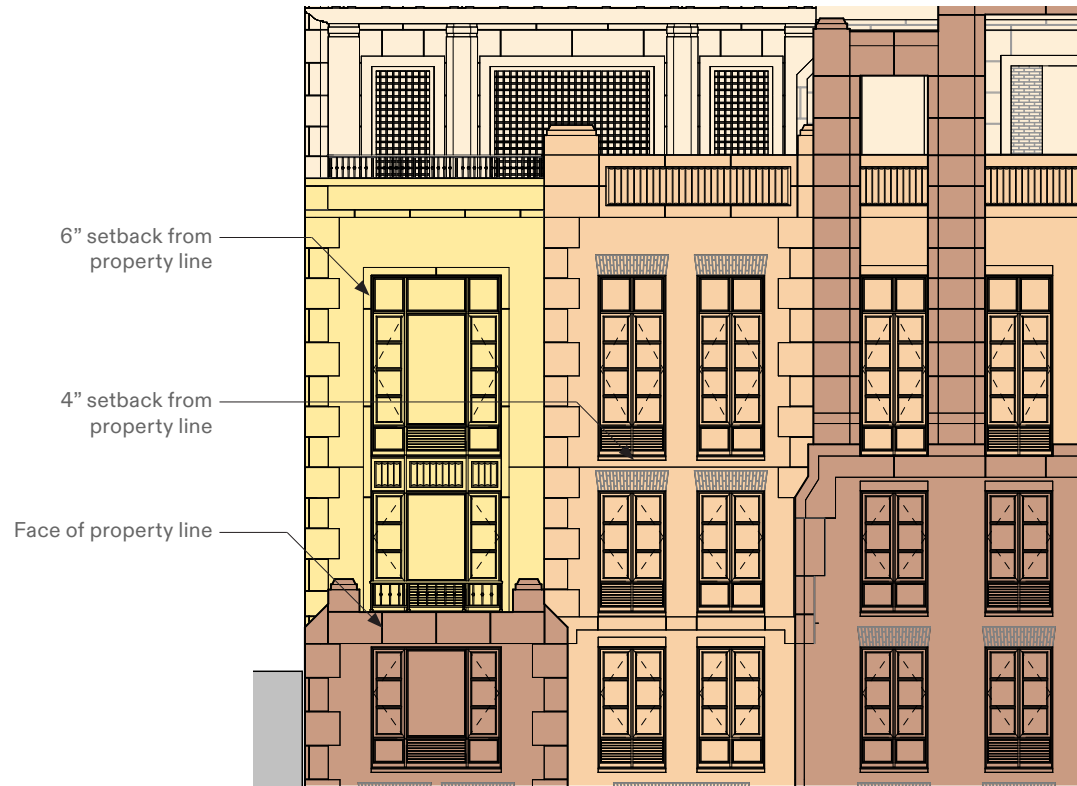 6” setback from
property line
4” setback from
property line
Face of property line